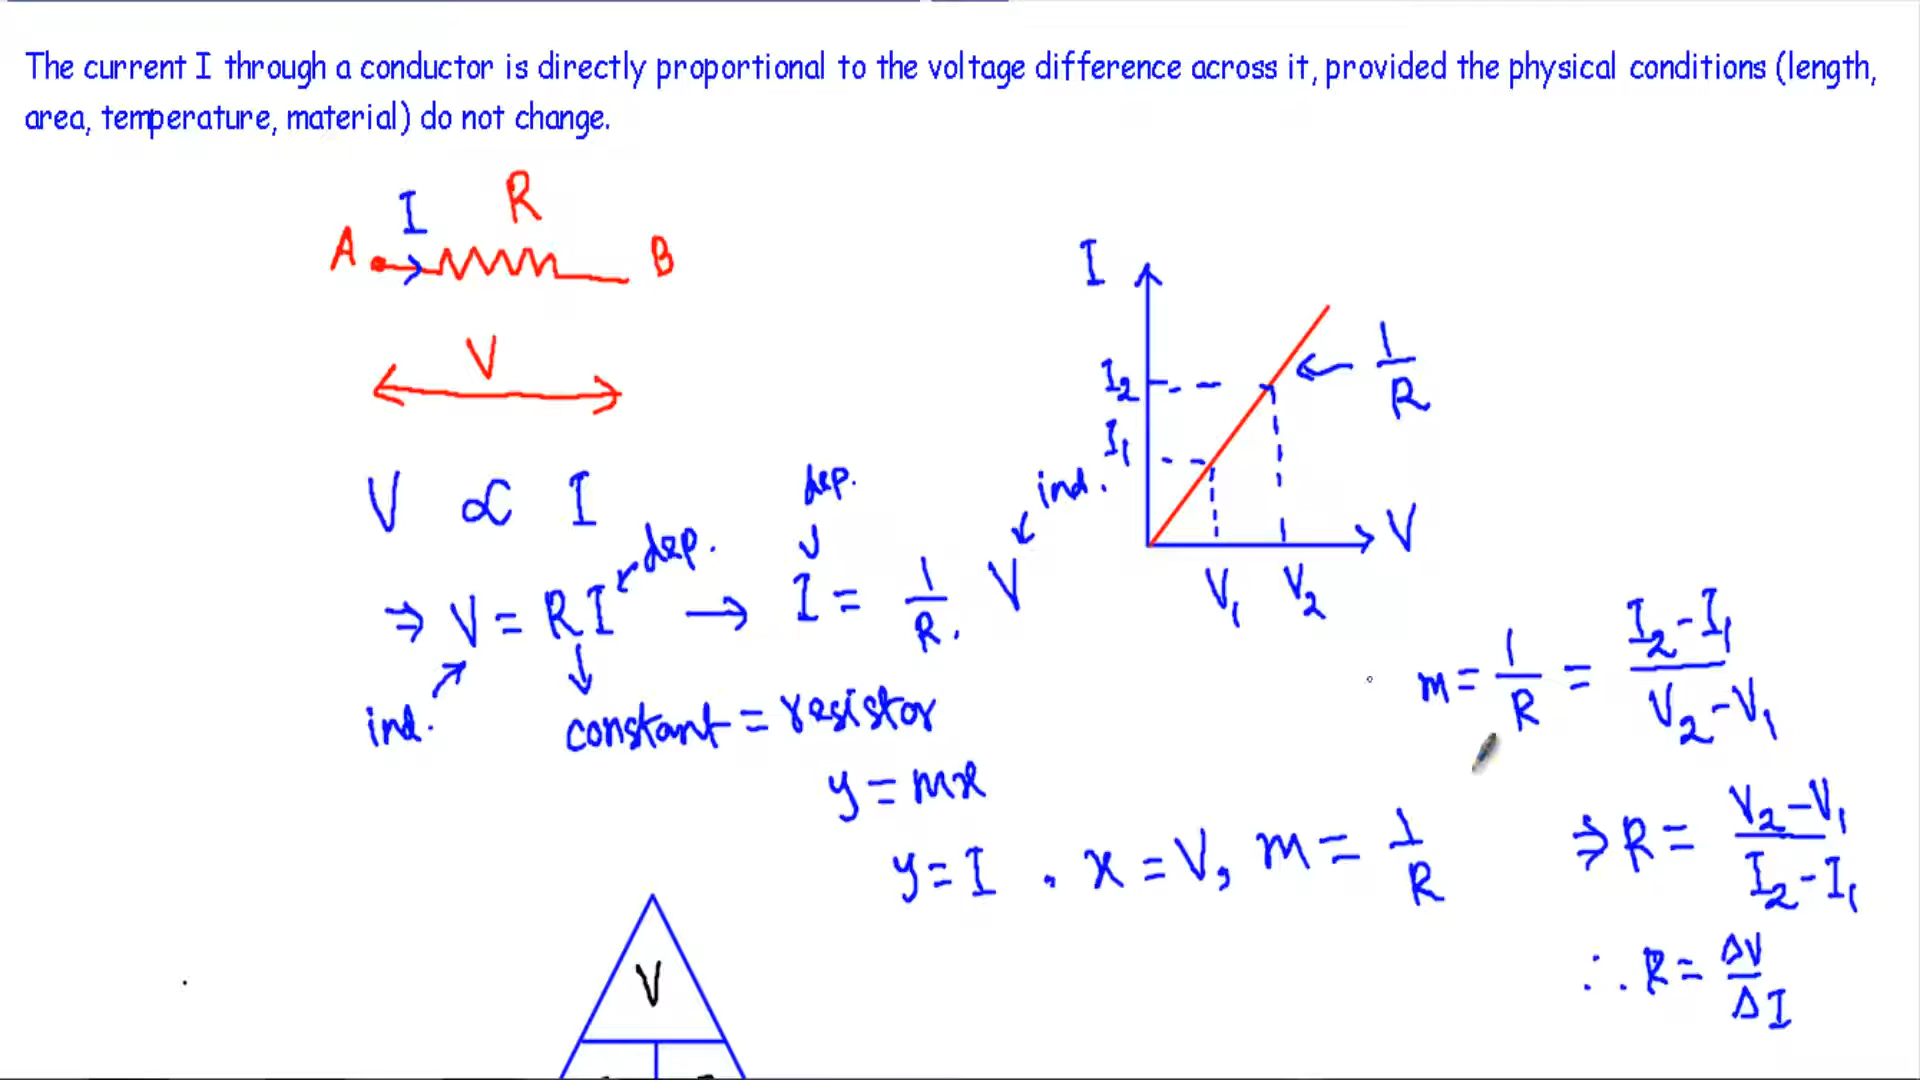 The current I through a conductor is directly proportional to the voltage difference across it, provided the physical conditions (length,
area, temperature, material) do not change.
I R
A B
V
V ∝ I
⇒ V = RI dep. → I = 1/R . V
dep.
ind.
ind.
constant = resistor
y = mx
y = I , x = V, m = 1/R
I
I2
I1
1/R
V
V1 V2
m = 1/R = I2-I1/V2-V1
⇒ R = V2-V1/I2-I1
∴ R = ΔV/ΔI
V